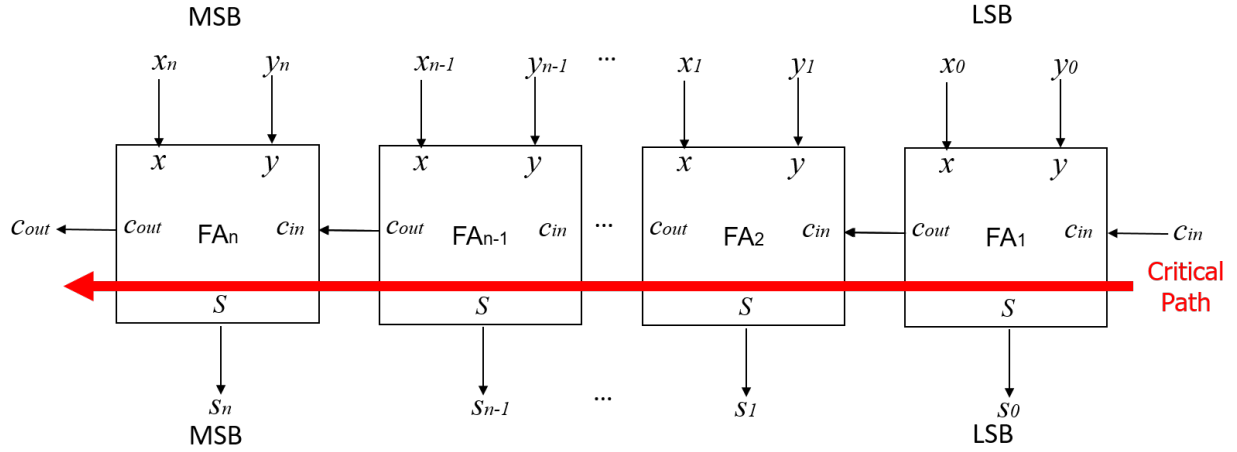 MSB LSB
xn yn xn-1 yn-1 ... x1 y1 x0 y0
x y x y x y x y
cout cout FAn cin cout FAn-1 cin ... cout FA2 cin cout FA1 cin cin
Critical
Path
S S S S
sn sn-1 ... s1 s0
MSB LSB